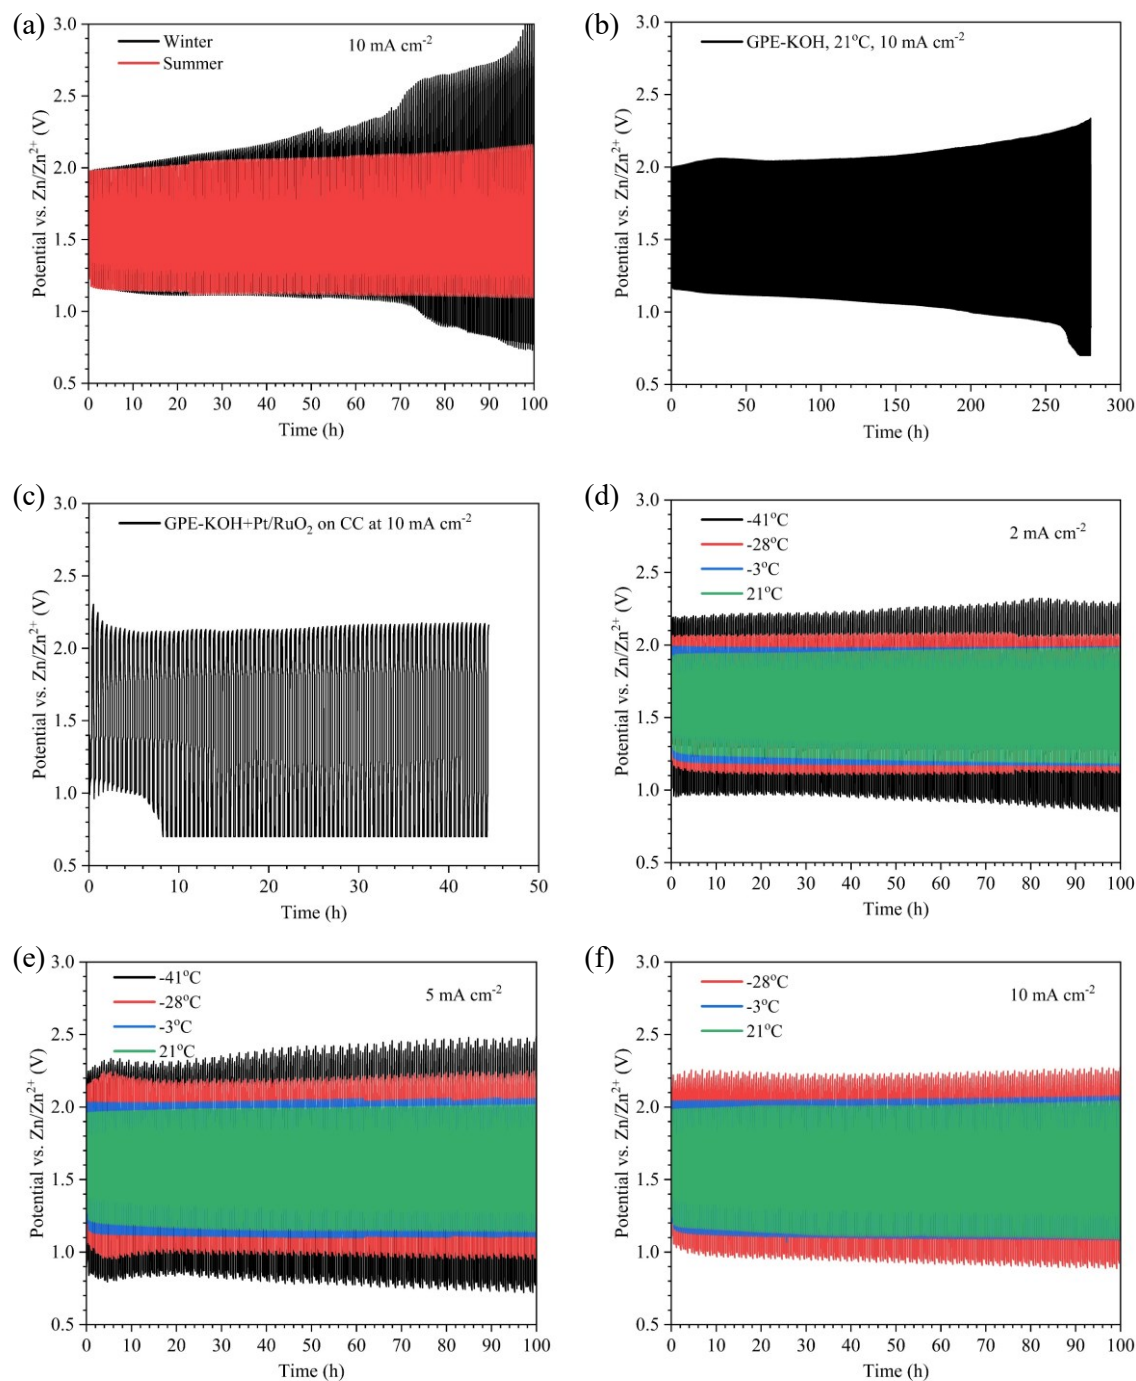 (a)
3.0
2.5
2.0
1.5
1.0
0.5
Potential vs. Zn/Zn²⁺ (V)
Winter
Summer
10 mA cm⁻²
0 10 20 30 40 50 60 70 80 90 100
Time (h)
(b)
3.0
2.5
2.0
1.5
1.0
0.5
Potential vs. Zn/Zn²⁺ (V)
GPE-KOH, 21°C, 10 mA cm⁻²
0 50 100 150 200 250 300
Time (h)
(c)
3.0
2.5
2.0
1.5
1.0
0.5
Potential vs. Zn/Zn²⁺ (V)
GPE-KOH+Pt/RuO₂ on CC at 10 mA cm⁻²
0 10 20 30 40 50
Time (h)
(d)
3.0
2.5
2.0
1.5
1.0
0.5
Potential vs. Zn/Zn²⁺ (V)
-41°C
-28°C
-3°C
21°C
2 mA cm⁻²
0 10 20 30 40 50 60 70 80 90 100
Time (h)
(e)
3.0
2.5
2.0
1.5
1.0
0.5
Potential vs. Zn/Zn²⁺ (V)
-41°C
-28°C
-3°C
21°C
5 mA cm⁻²
0 10 20 30 40 50 60 70 80 90 100
Time (h)
(f)
3.0
2.5
2.0
1.5
1.0
0.5
Potential vs. Zn/Zn²⁺ (V)
-28°C
-3°C
21°C
10 mA cm⁻²
0 10 20 30 40 50 60 70 80 90 100
Time (h)